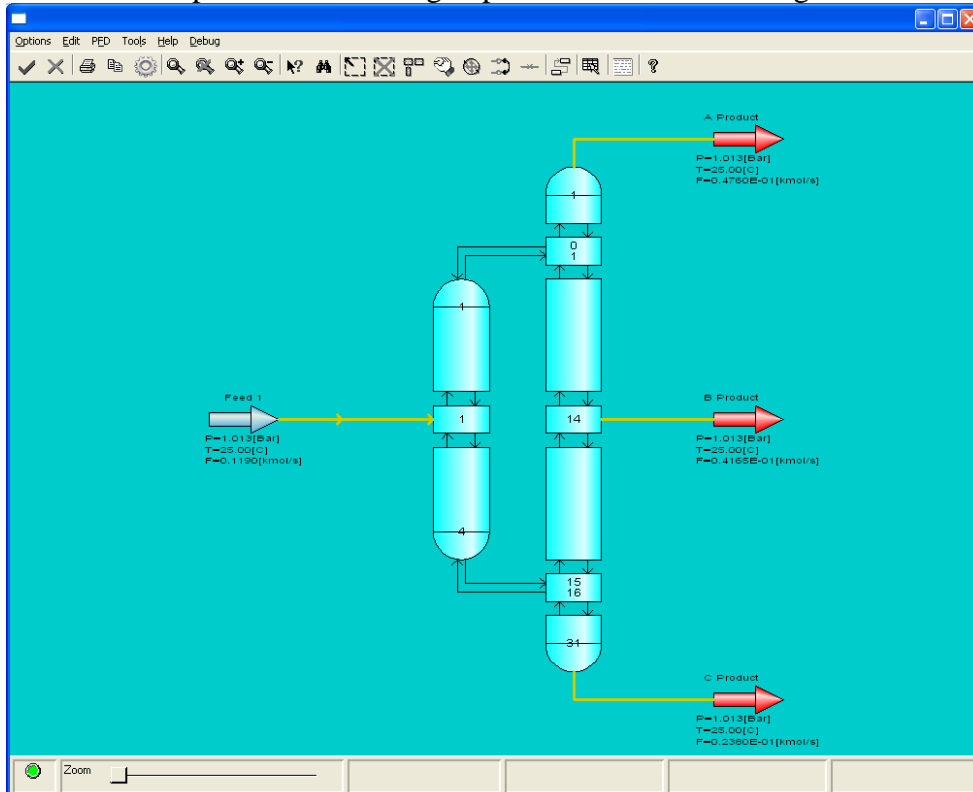 Options Edit PFD Tools Help Debug
A Product
P=1.013[Bar]
T=25.00[C]
F=0.4760E-01[kmol/s]
1
0
1
1
Feed 1
P=1.013[Bar]
T=25.00[C]
F=0.1190[kmol/s]
1
14
B Product
P=1.013[Bar]
T=25.00[C]
F=0.4165E-01[kmol/s]
4
15
16
31
C Product
P=1.013[Bar]
T=25.00[C]
F=0.2380E-01[kmol/s]
Zoom